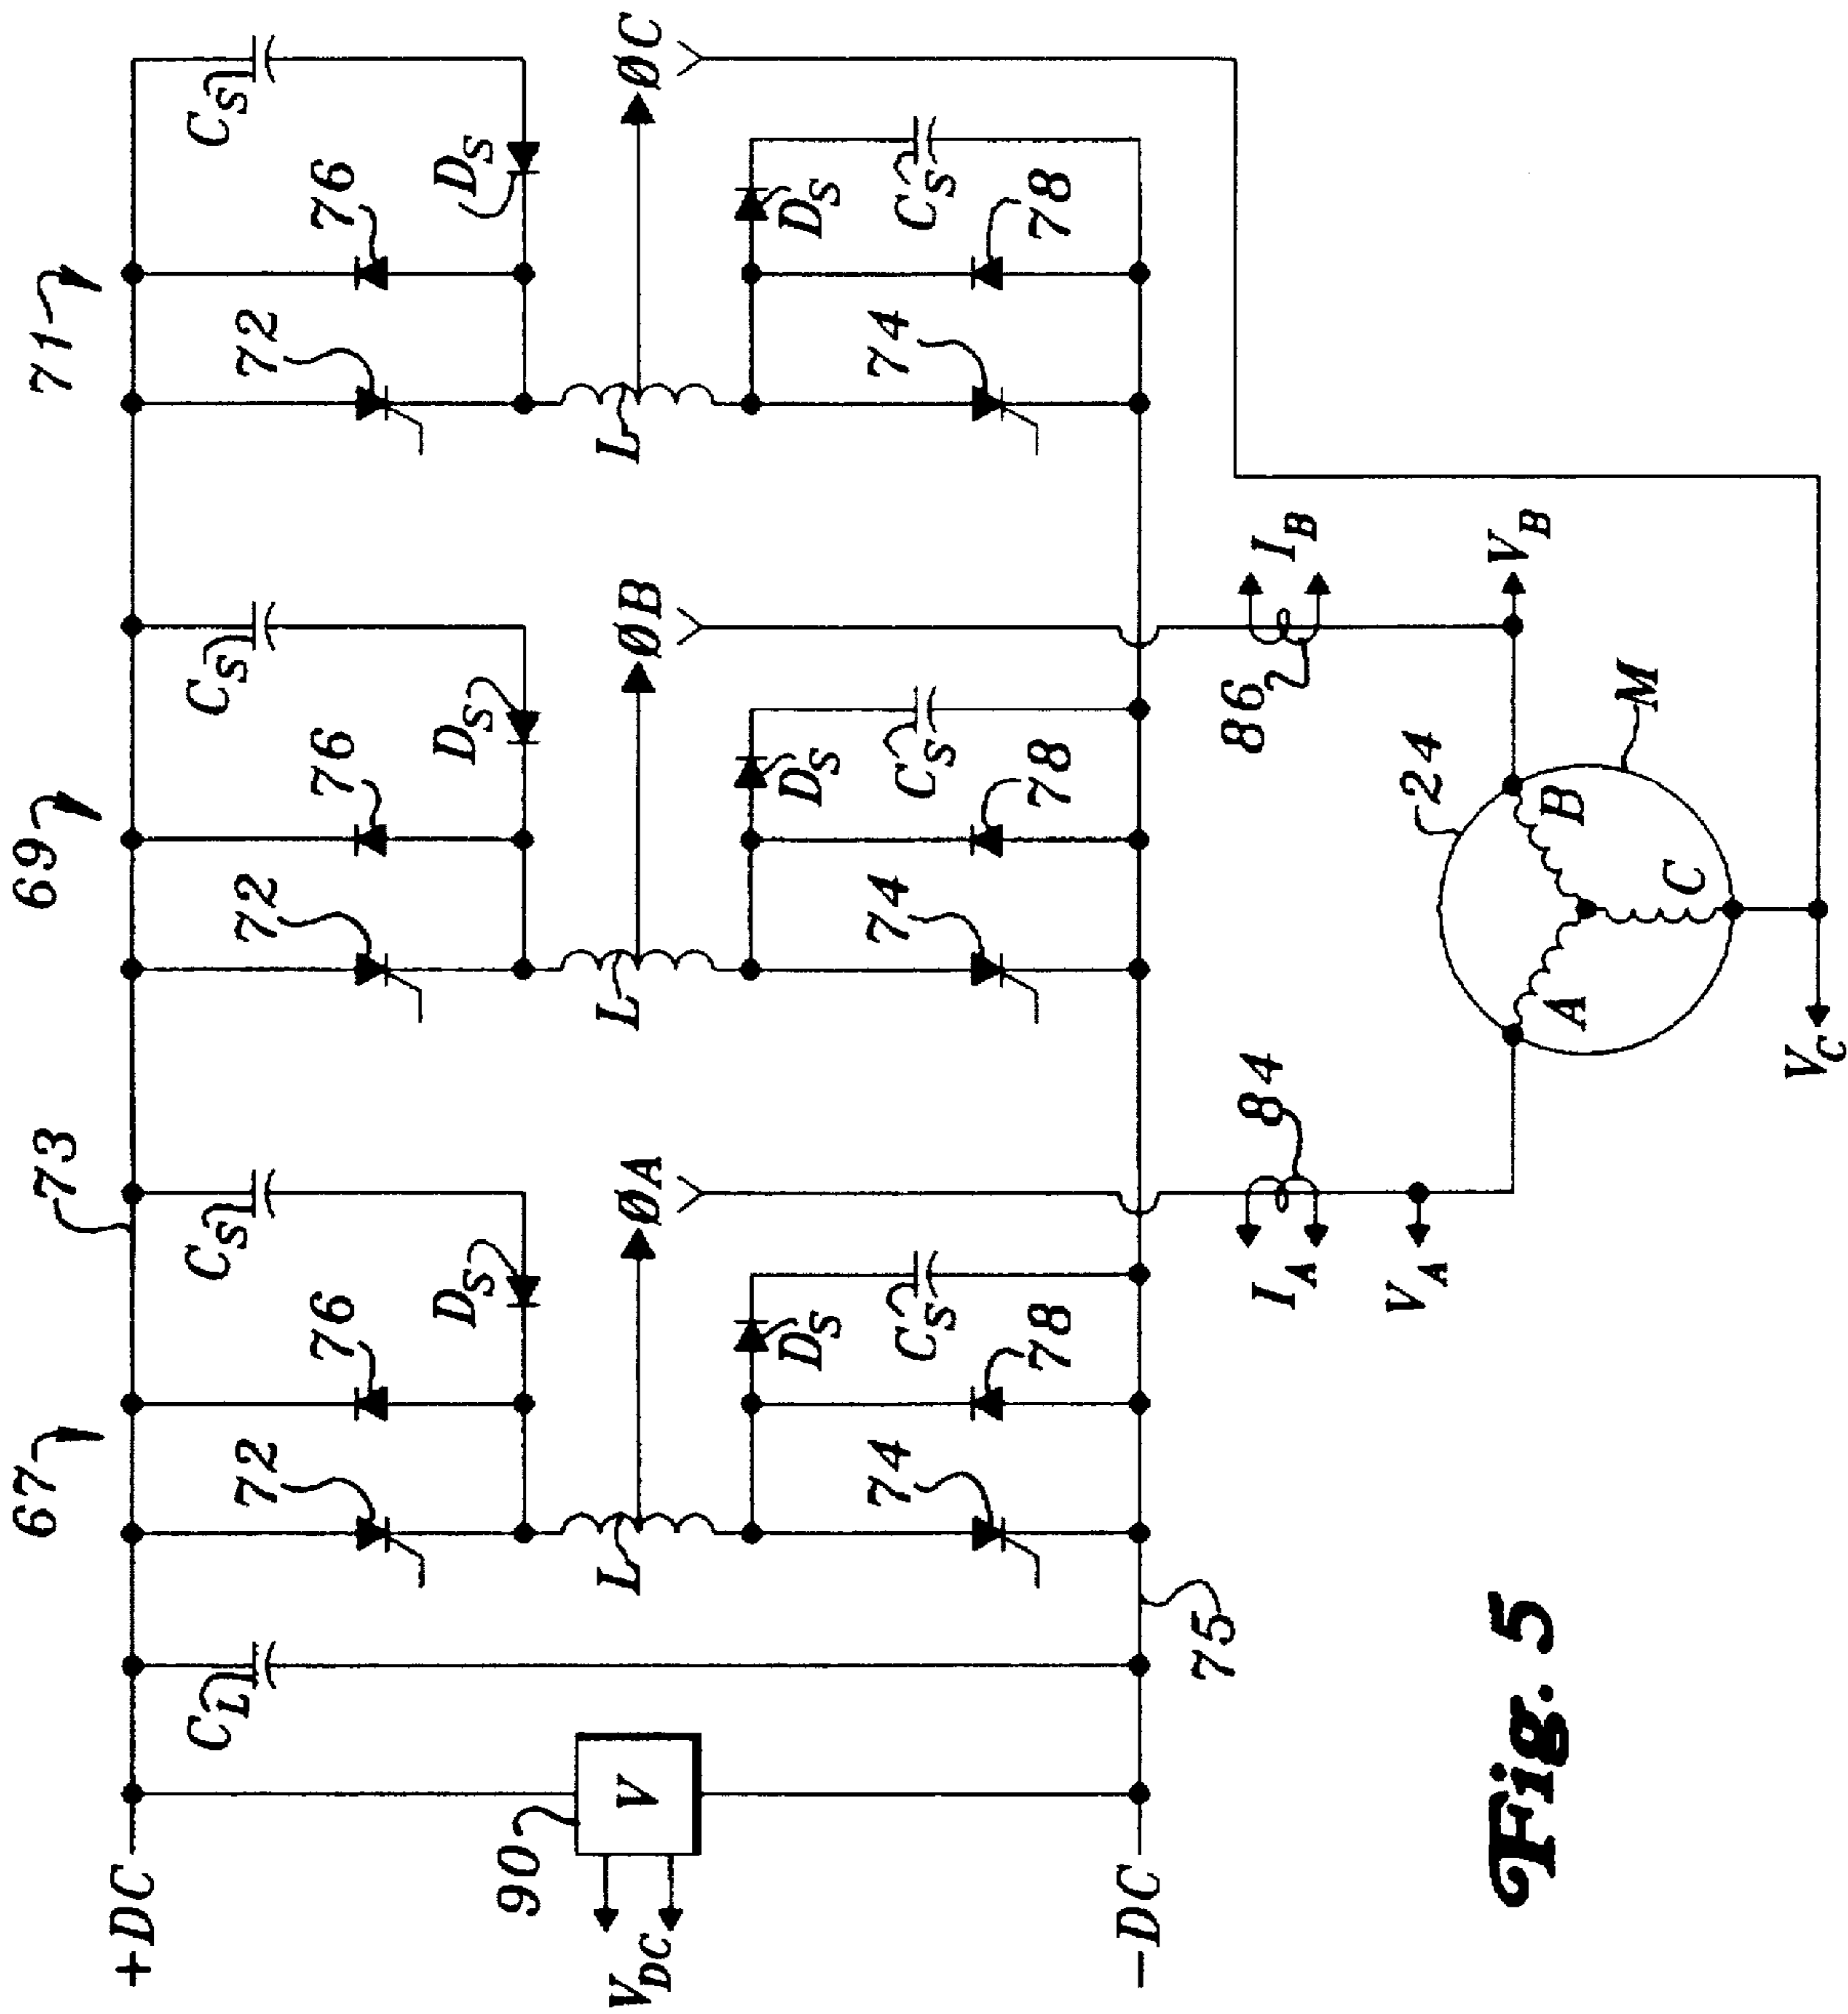 67 73 69 71
+DC
C_L C_S C_S C_S
72 72 72
76 76 76
D_S D_S D_S
90
V_DC V L ØA L ØB L ØC
D_S D_S D_S
74 74 74
C_S C_S C_S
78 78 78
-DC
75
84 86
I_A I_B
V_A 24
V_B
A B
M
C
V_C
Fig. 5